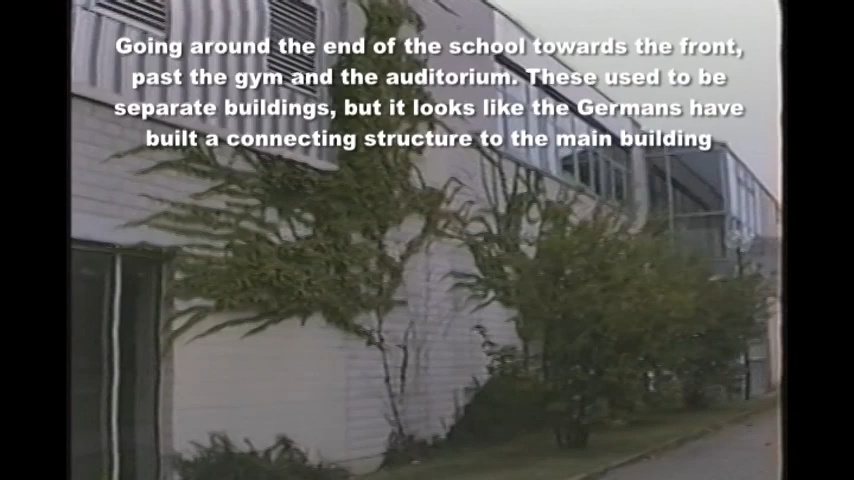 Going around the end of the school towards the front,
past the gym and the auditorium. These used to be
separate buildings, but it looks like the Germans have
built a connecting structure to the main building